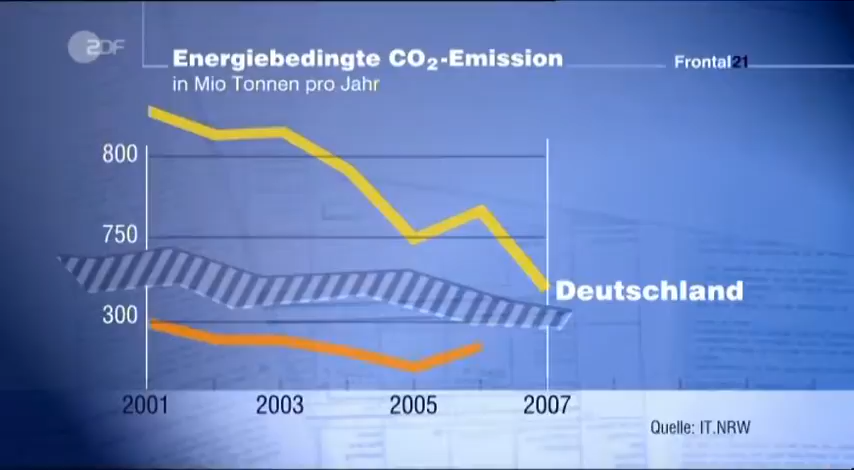 ZDF
Energiebedingte CO₂-Emission
Frontal21
in Mio Tonnen pro Jahr
800
750
Deutschland
300
2001 2003 2005 2007
Quelle: IT.NRW